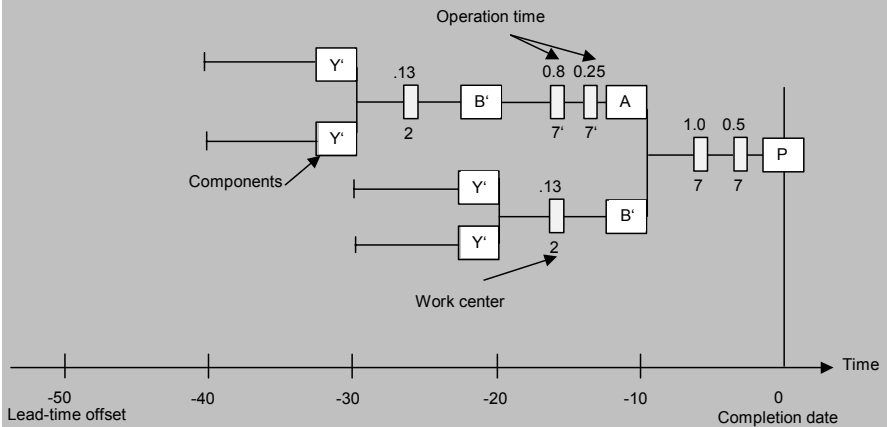 Operation time
.13
0.8 0.25
Y‘
B‘
A
2
7‘ 7‘
Y‘
1.0 0.5
P
7 7
Components
Y‘
.13
B‘
Y‘
2
Work center
Time
-50 -40 -30 -20 -10 0
Lead-time offset
Completion date